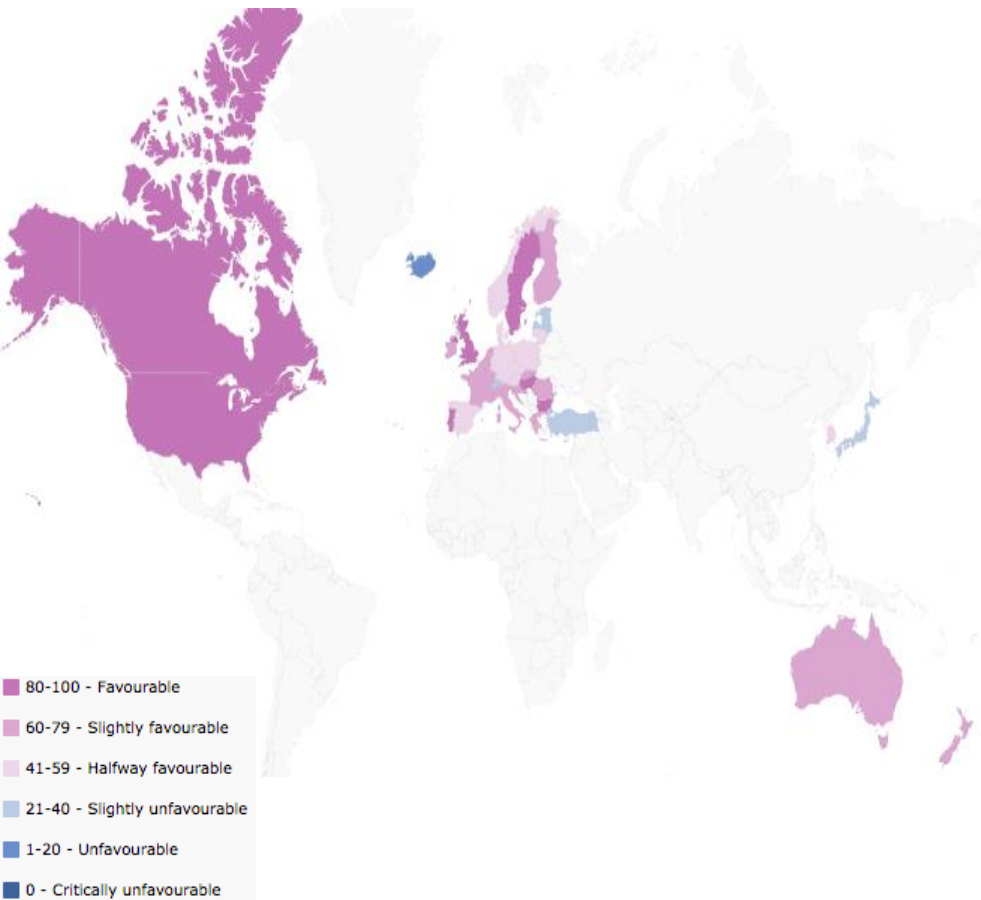 80-100 - Favourable
60-79 - Slightly favourable
41-59 - Halfway favourable
21-40 - Slightly unfavourable
1-20 - Unfavourable
0 - Critically unfavourable